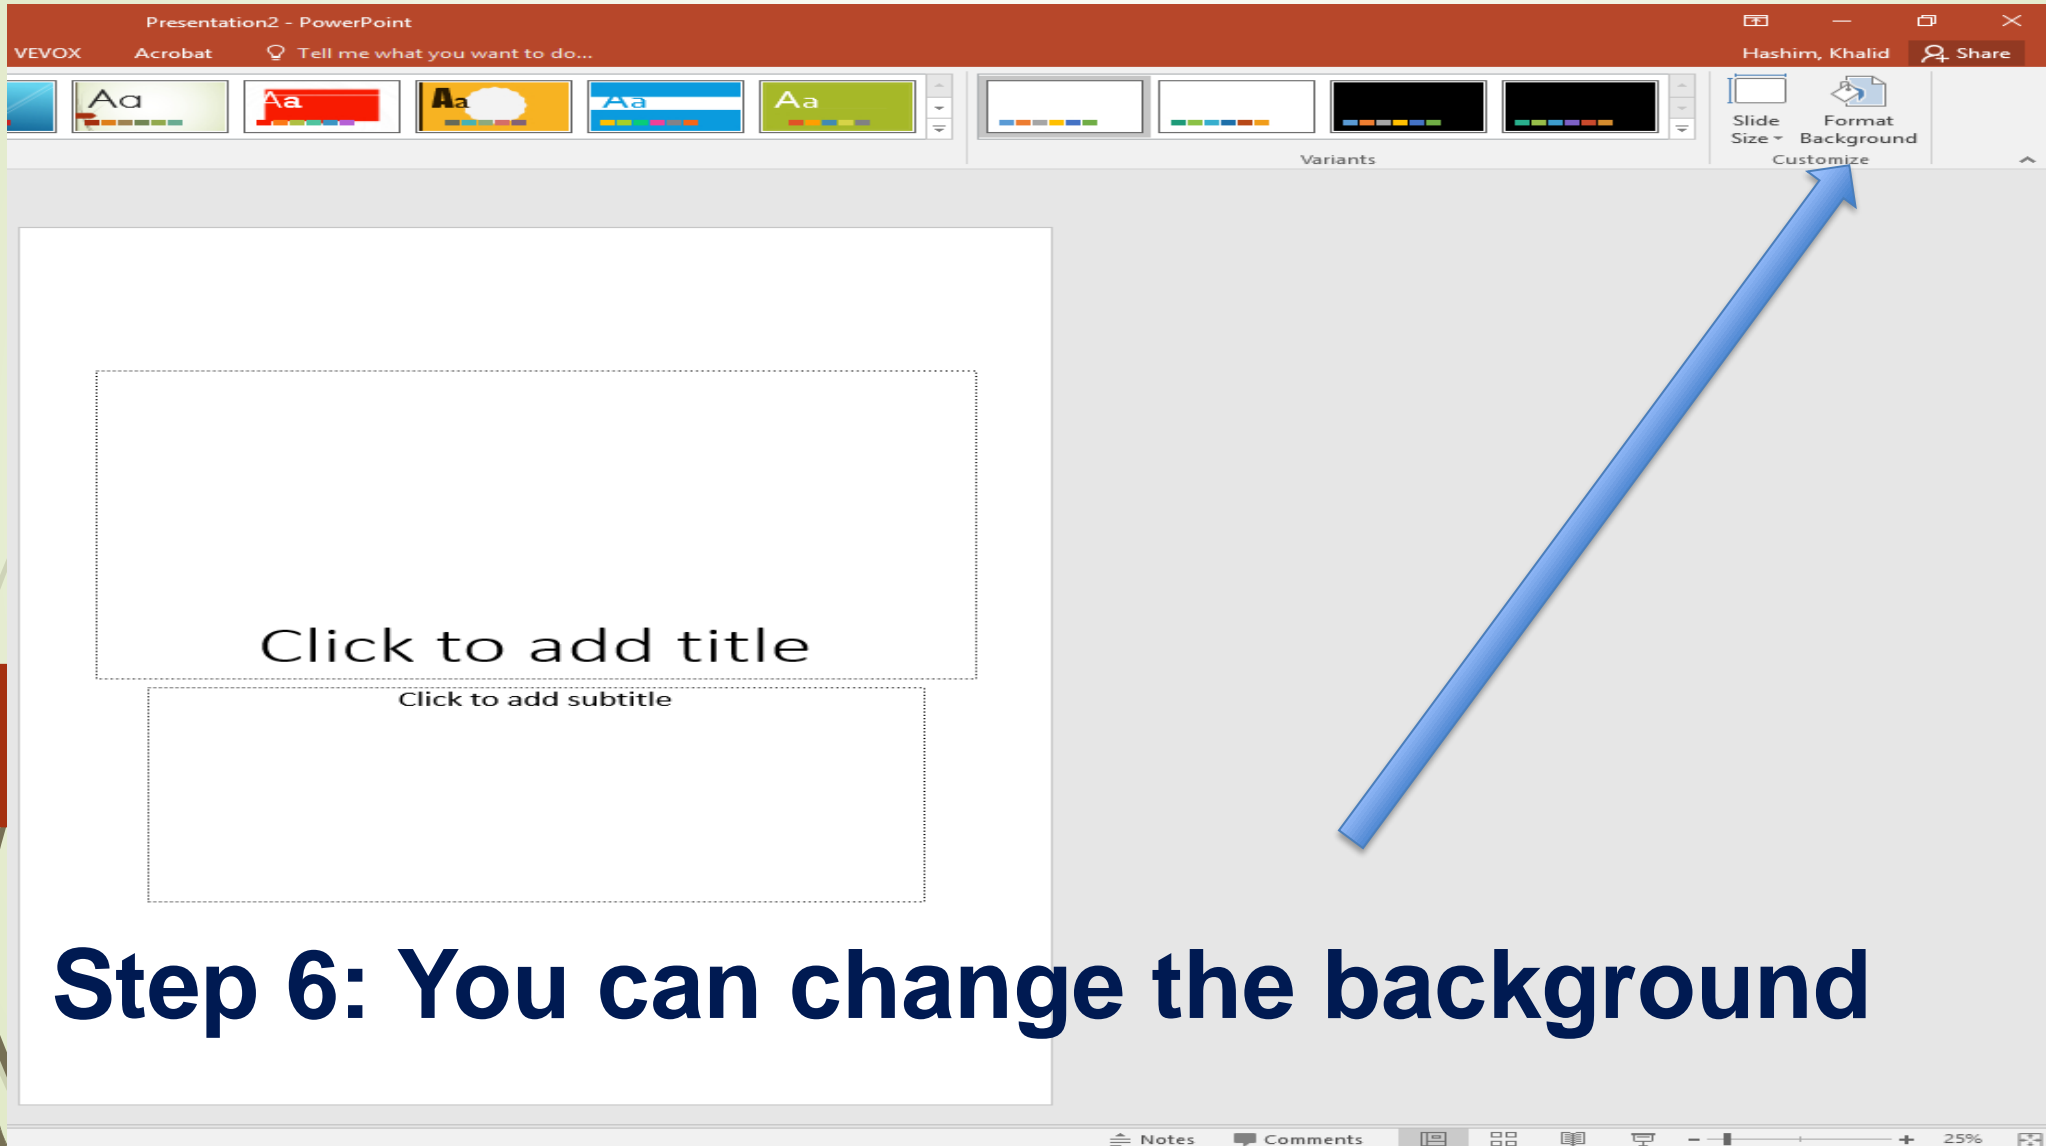 Presentation2 - PowerPoint
VEVOX Acrobat Tell me what you want to do... Hashim, Khalid Share
Aa Aa Aa Aa Aa
Slide Format
Size Background
Variants Customize
Click to add title
Click to add subtitle
Step 6: You can change the background
Notes Comments 25%